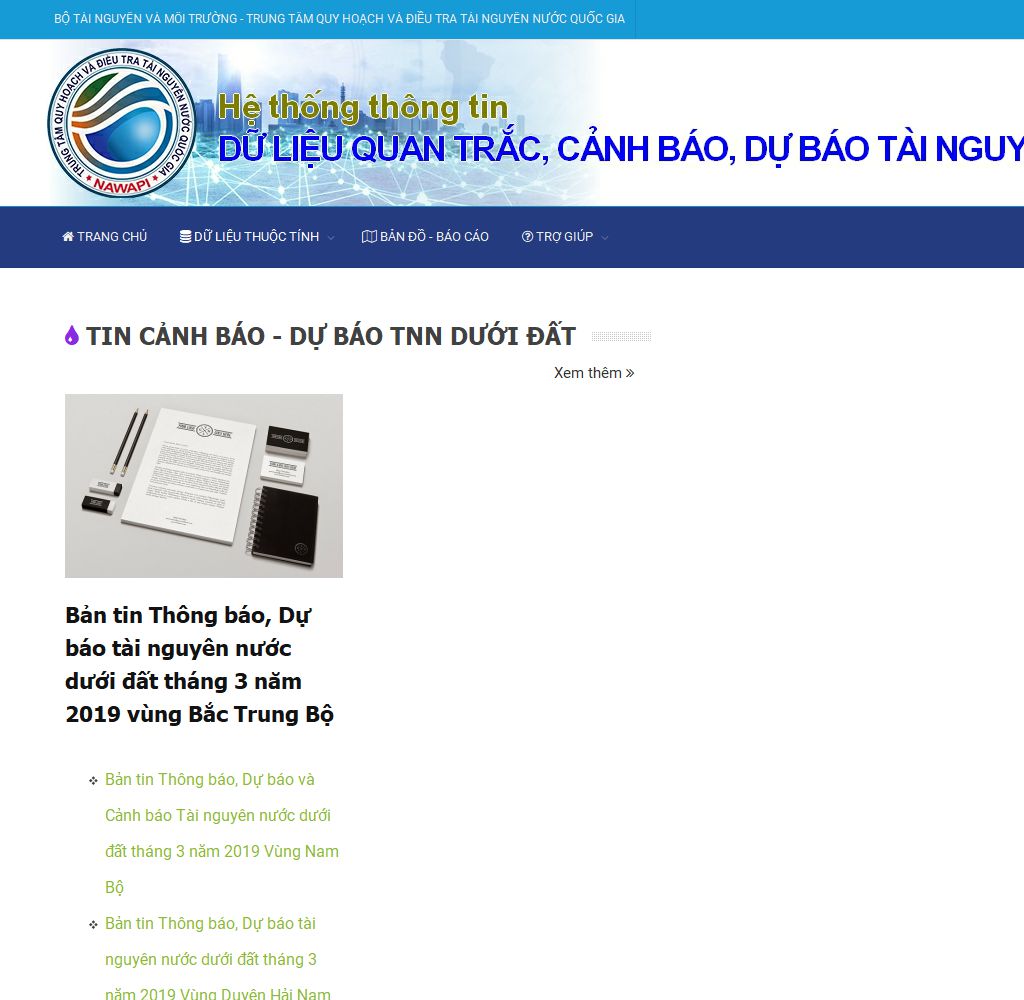 BỘ TÀI NGUYÊN VÀ MÔI TRƯỜNG - TRUNG TÂM QUY HOẠCH VÀ ĐIỀU TRA TÀI NGUYÊN NƯỚC QUỐC GIA
TRUNG TÂM QUY HOẠCH VÀ ĐIỀU TRA TÀI NGUYÊN NƯỚC QUỐC GIA
NAWAPI
Hệ thống thông tin
DỮ LIỆU QUAN TRẮC, CẢNH BÁO, DỰ BÁO TÀI NGUY
TRANG CHỦ
DỮ LIỆU THUỘC TÍNH
BẢN ĐỒ - BÁO CÁO
TRỢ GIÚP
TIN CẢNH BÁO - DỰ BÁO TNN DƯỚI ĐẤT
Xem thêm »
Bản tin Thông báo, Dự
báo tài nguyên nước
dưới đất tháng 3 năm
2019 vùng Bắc Trung Bộ
Bản tin Thông báo, Dự báo và
Cảnh báo Tài nguyên nước dưới
đất tháng 3 năm 2019 Vùng Nam
Bộ
Bản tin Thông báo, Dự báo tài
nguyên nước dưới đất tháng 3
năm 2019 Vùng Duyên Hải Nam